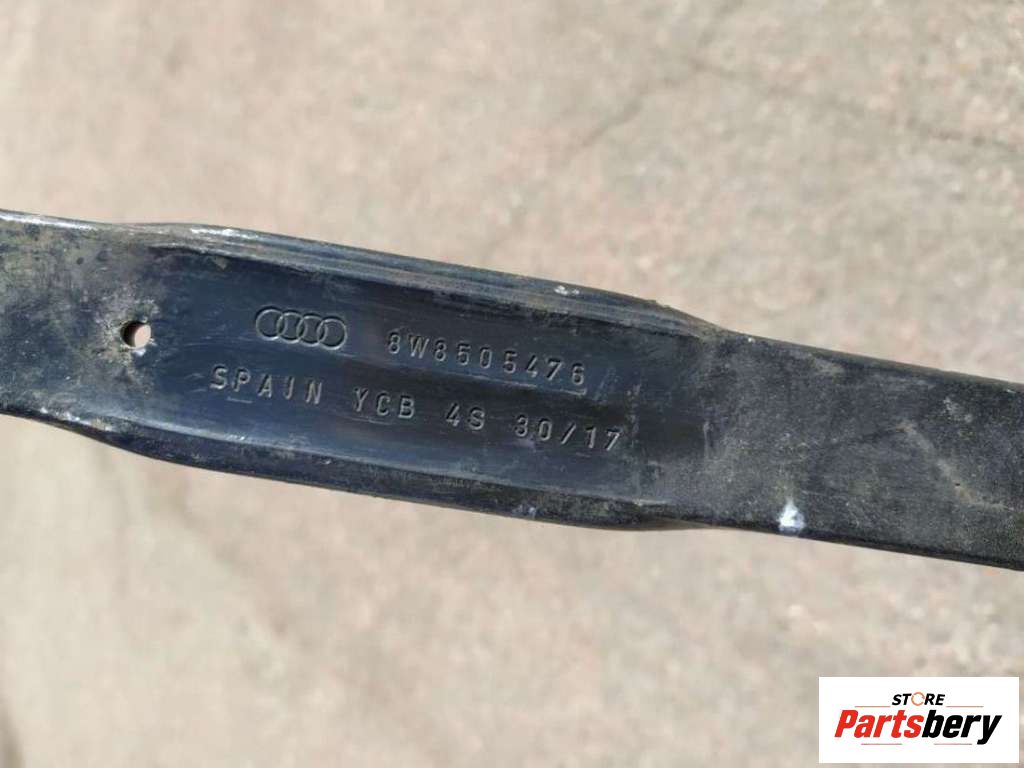 8W8505476
SPAIN YCB 4S 30/17
STORE
Partsbery